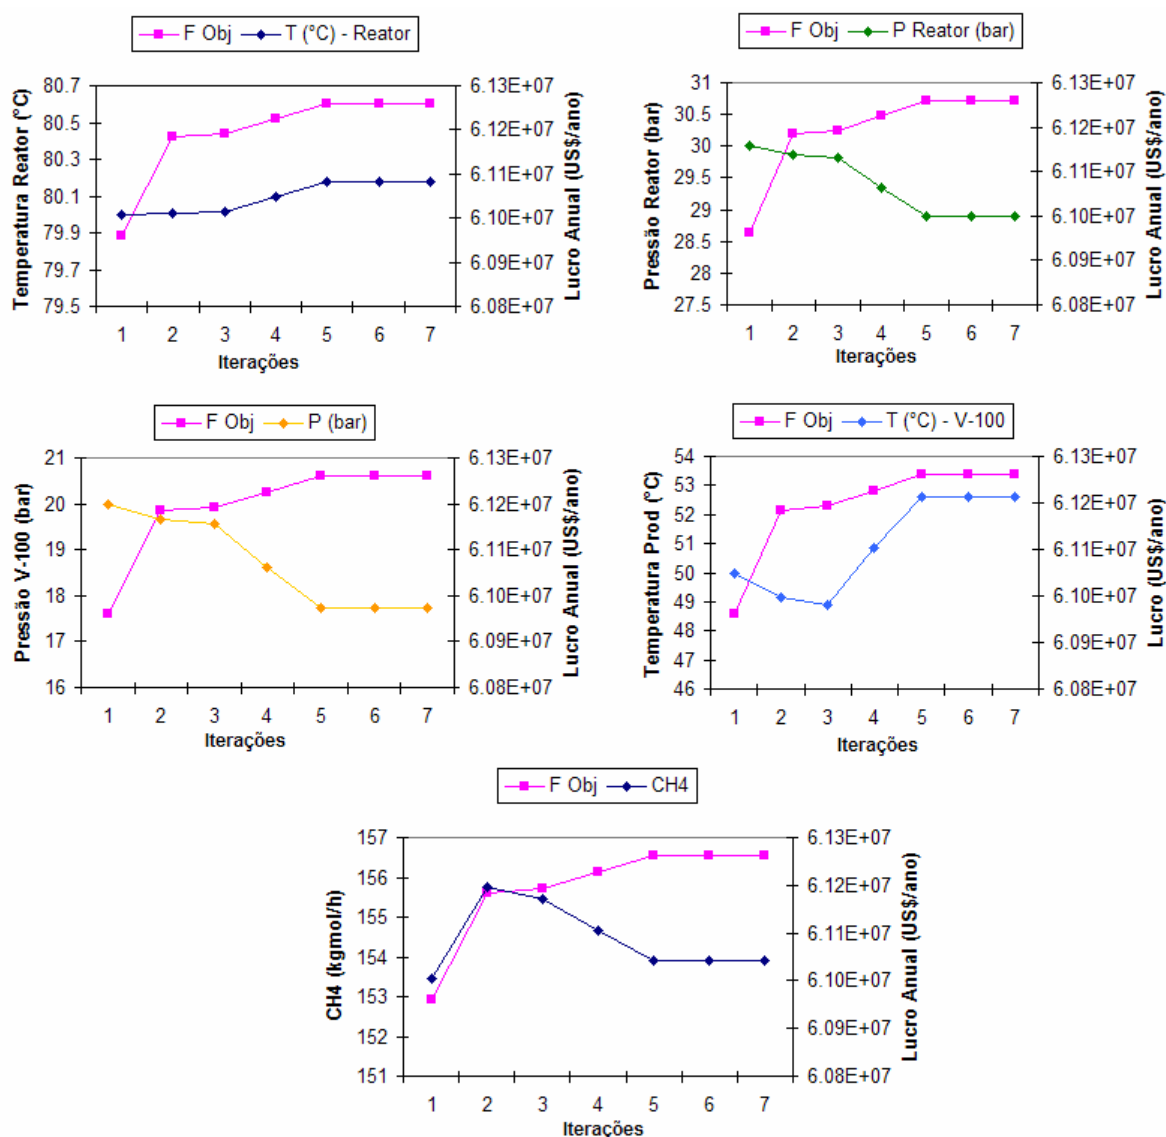 F Obj T (°C) - Reator
Temperatura Reator (°C)
80.7
80.5
80.3
80.1
79.9
79.7
79.5
6.13E+07
6.12E+07
6.11E+07
6.10E+07
6.09E+07
6.08E+07
Lucro Anual (US$/ano)
1 2 3 4 5 6 7
Iterações
F Obj P Reator (bar)
Pressão Reator (bar)
31
30.5
30
29.5
29
28.5
28
27.5
6.13E+07
6.12E+07
6.11E+07
6.10E+07
6.09E+07
6.08E+07
Lucro Anual (US$/ano)
1 2 3 4 5 6 7
Iterações
F Obj P (bar)
Pressão V-100 (bar)
21
20
19
18
17
16
6.13E+07
6.12E+07
6.11E+07
6.10E+07
6.09E+07
6.08E+07
Lucro Anual (US$/ano)
1 2 3 4 5 6 7
Iterações
F Obj T (°C) - V-100
Temperatura Prod (°C)
54
53
52
51
50
49
48
47
46
6.13E+07
6.12E+07
6.11E+07
6.10E+07
6.09E+07
6.08E+07
Lucro (US$/ano)
1 2 3 4 5 6 7
Iterações
F Obj CH4
CH4 (kgmol/h)
157
156
155
154
153
152
151
6.13E+07
6.12E+07
6.11E+07
6.10E+07
6.09E+07
6.08E+07
Lucro Anual (US$/ano)
1 2 3 4 5 6 7
Iterações